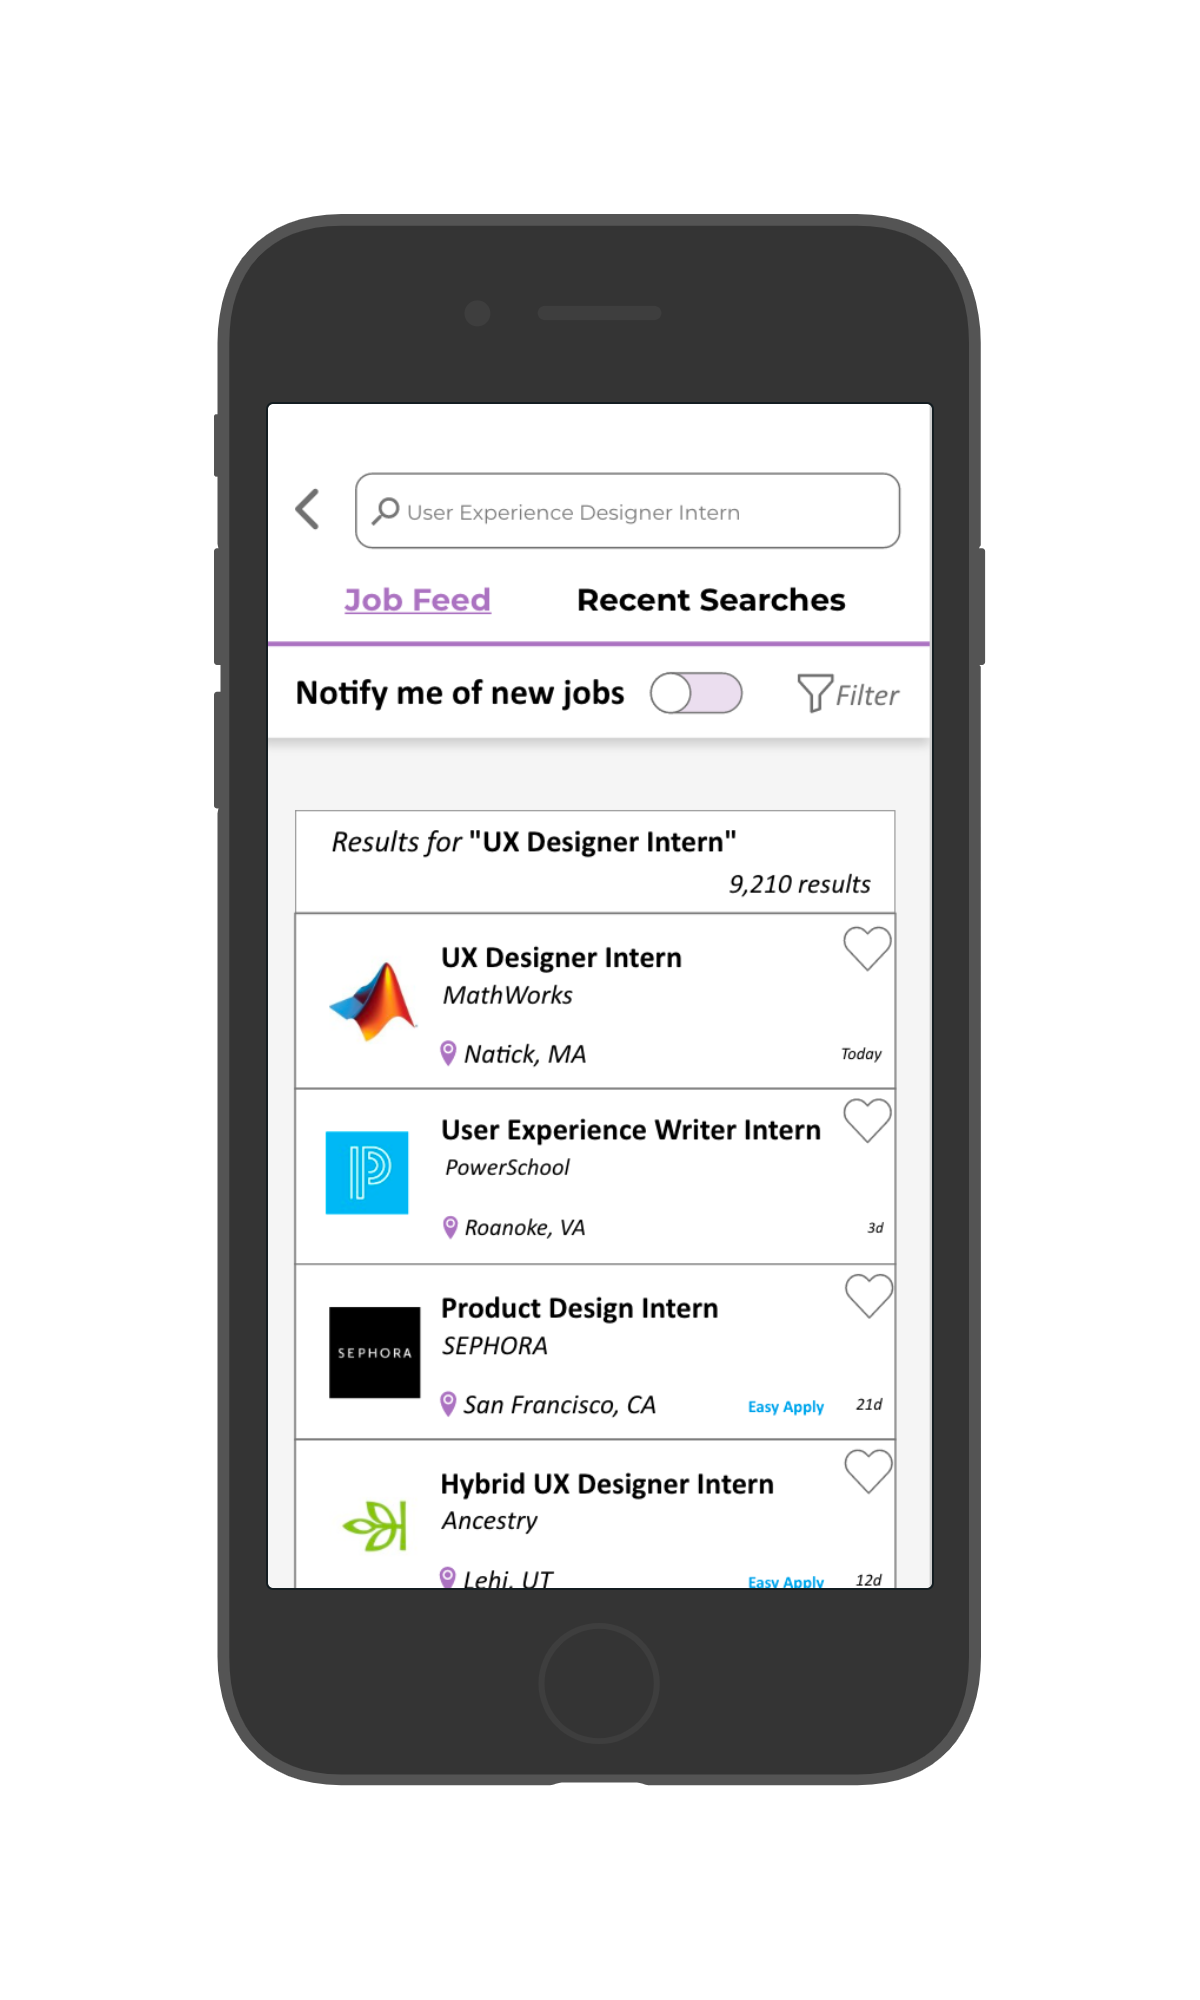 User Experience Designer Intern
Job Feed Recent Searches
Notify me of new jobs Filter
Results for "UX Designer Intern"
9,210 results
UX Designer Intern
MathWorks
Natick, MA Today
User Experience Writer Intern
PowerSchool
Roanoke, VA 3d
Product Design Intern
SEPHORA
SEPHORA
San Francisco, CA Easy Apply 21d
Hybrid UX Designer Intern
Ancestry
Lehi, UT Easy Apply 12d